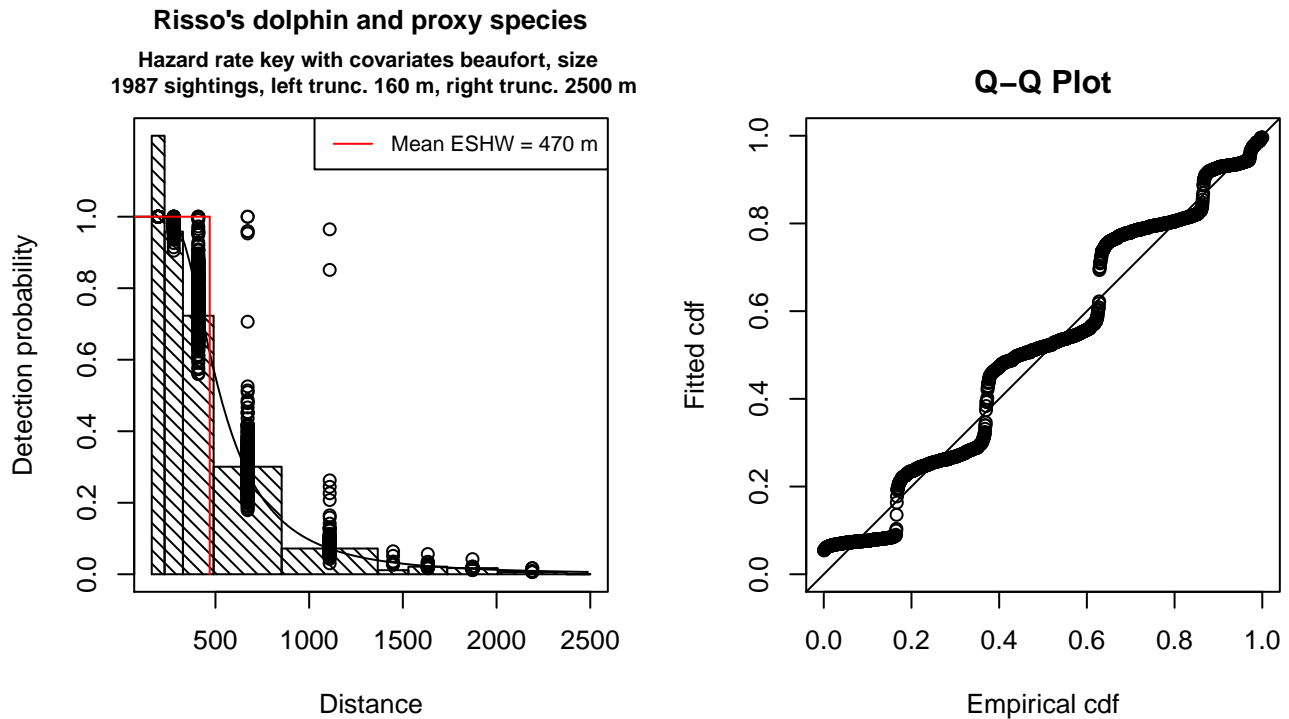 Risso's dolphin and proxy species
Hazard rate key with covariates beaufort, size
1987 sightings, left trunc. 160 m, right trunc. 2500 m
Mean ESHW = 470 m
Detection probability
0.0 0.2 0.4 0.6 0.8 1.0
500 1000 1500 2000 2500
Distance
Q−Q Plot
Fitted cdf
0.0 0.2 0.4 0.6 0.8 1.0
0.0 0.2 0.4 0.6 0.8 1.0
Empirical cdf